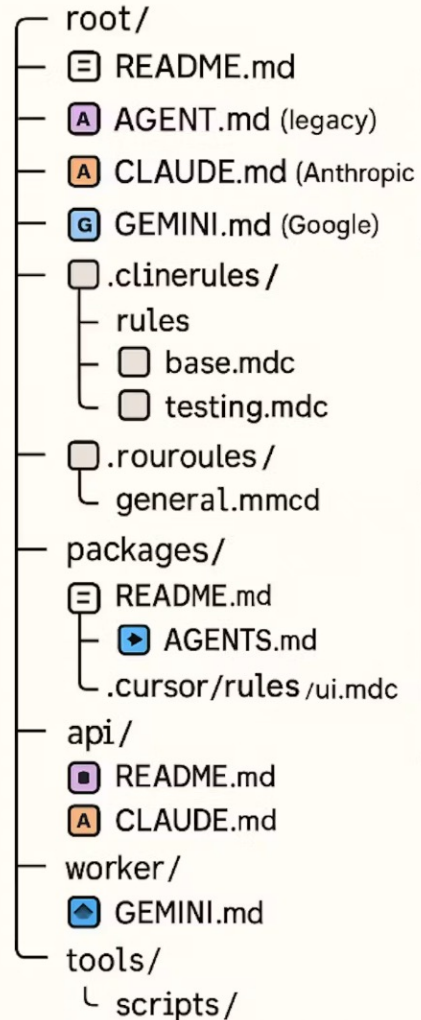 root/
README.md
A AGENT.md (legacy)
A CLAUDE.md (Anthropic
G GEMINI.md (Google)
.clinerules/
rules
base.mdc
testing.mdc
.rouroules/
general.mmcd
packages/
README.md
AGENTS.md
.cursor/rules/ui.mdc
api/
README.md
A CLAUDE.md
worker/
GEMINI.md
tools/
scripts/